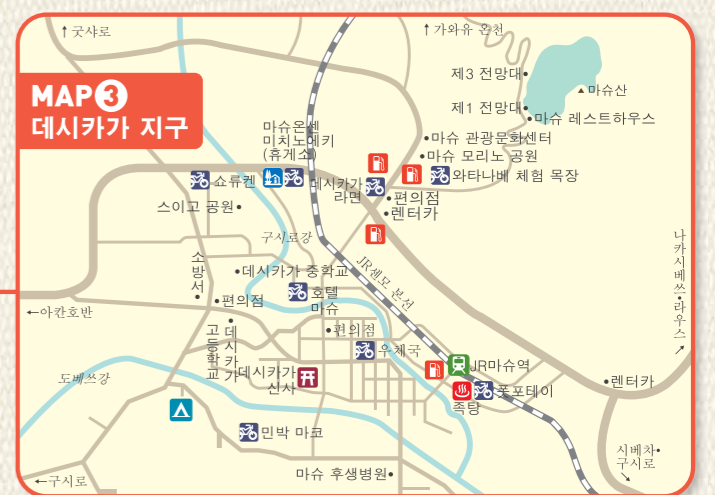 ↑굿샤로
↑가와유 온천
MAP❸
데시카가 지구
제3 전망대•
▲마슈산
제1 전망대•
•마슈 레스트하우스
마슈온센
미치노에키
(휴게소)
•마슈 관광문화센터
•마슈 모리노 공원
와타나베 체험 목장
쇼류켄
데시카가
라면
•편의점
•렌터카
스이고 공원•
구시로강
나카시베쓰•라우스
소방서
•데시카가 중학교
JR센모 본선
호텔
마슈
←아칸호반
•편의점
•편의점
데시카가
고등학교
우체국
JR마슈역
도베쓰강
데시카가
신사
폿포테이
족탕
•렌터카
민박 마코
시베차•
구시로
←구시로
마슈 후생병원•